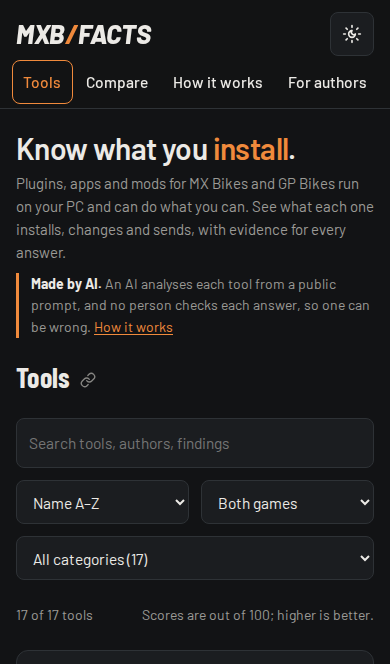 MXB/FACTS
Tools Compare How it works For authors
Know what you install.
Plugins, apps and mods for MX Bikes and GP Bikes run
on your PC and can do what you can. See what each one
installs, changes and sends, with evidence for every
answer.
Made by AI. An AI analyses each tool from a public
prompt, and no person checks each answer, so one can
be wrong. How it works
Tools
Search tools, authors, findings
Name A–Z Both games
All categories (17)
17 of 17 tools Scores are out of 100; higher is better.